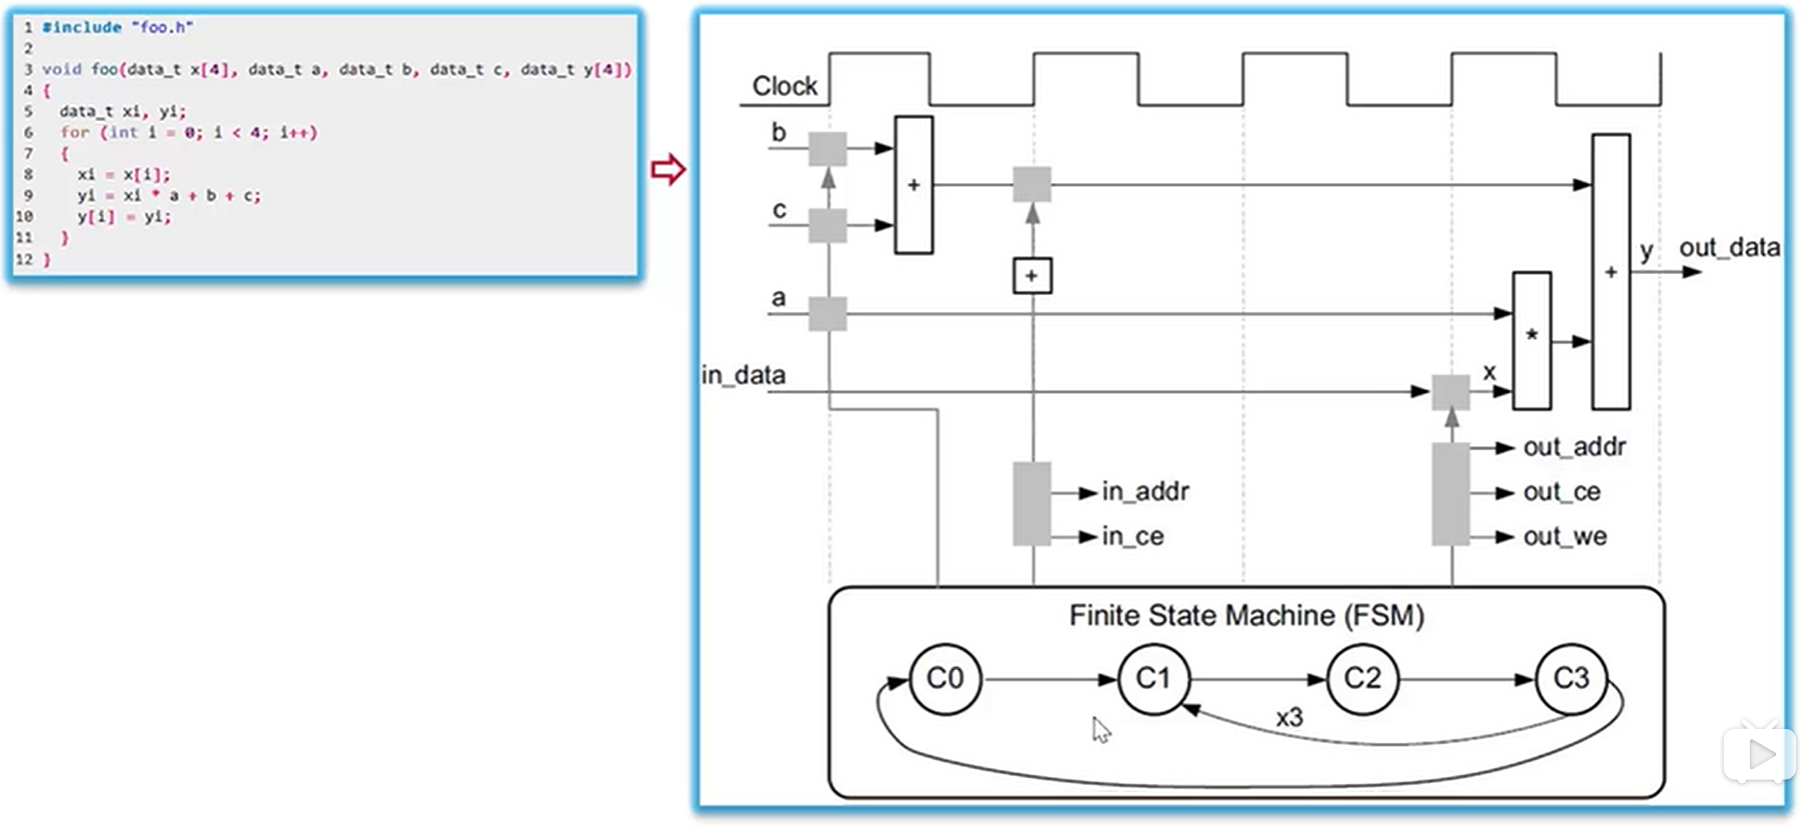 1 #include "foo.h"
2
3 void foo(data_t x[4], data_t a, data_t b, data_t c, data_t y[4])
4 {
5 data_t xi, yi;
6 for (int i = 0; i < 4; i++)
7 {
8 xi = x[i];
9 yi = xi * a + b + c;
10 y[i] = yi;
11 }
12 }
Clock
b
+
c
+
a
*
+
y
out_data
in_data
x
out_addr
in_addr
out_ce
in_ce
out_we
Finite State Machine (FSM)
C0
C1
C2
C3
x3